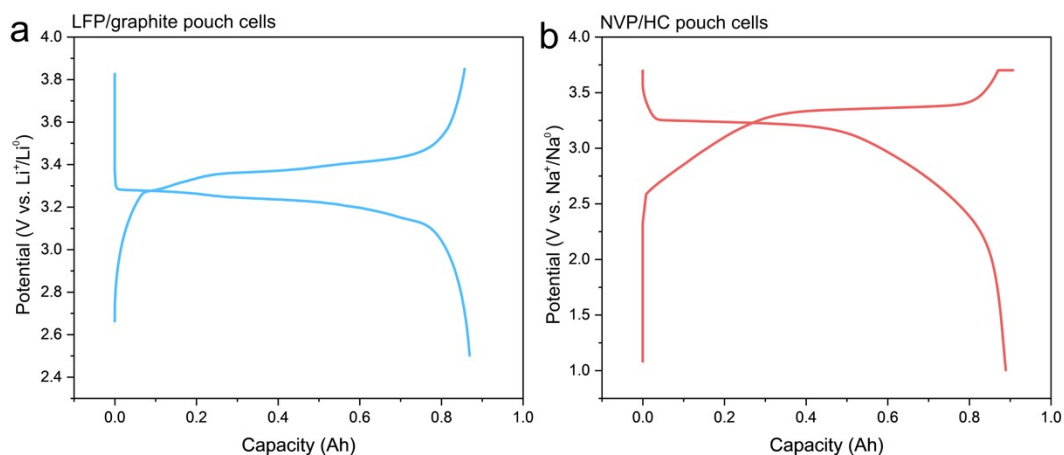 a
LFP/graphite pouch cells
4.0
3.8
3.6
3.4
3.2
3.0
2.8
2.6
2.4
Potential (V vs. Li⁺/Li⁰)
0.0 0.2 0.4 0.6 0.8 1.0
Capacity (Ah)
b
NVP/HC pouch cells
4.0
3.5
3.0
2.5
2.0
1.5
1.0
Potential (V vs. Na⁺/Na⁰)
0.0 0.2 0.4 0.6 0.8 1.0
Capacity (Ah)